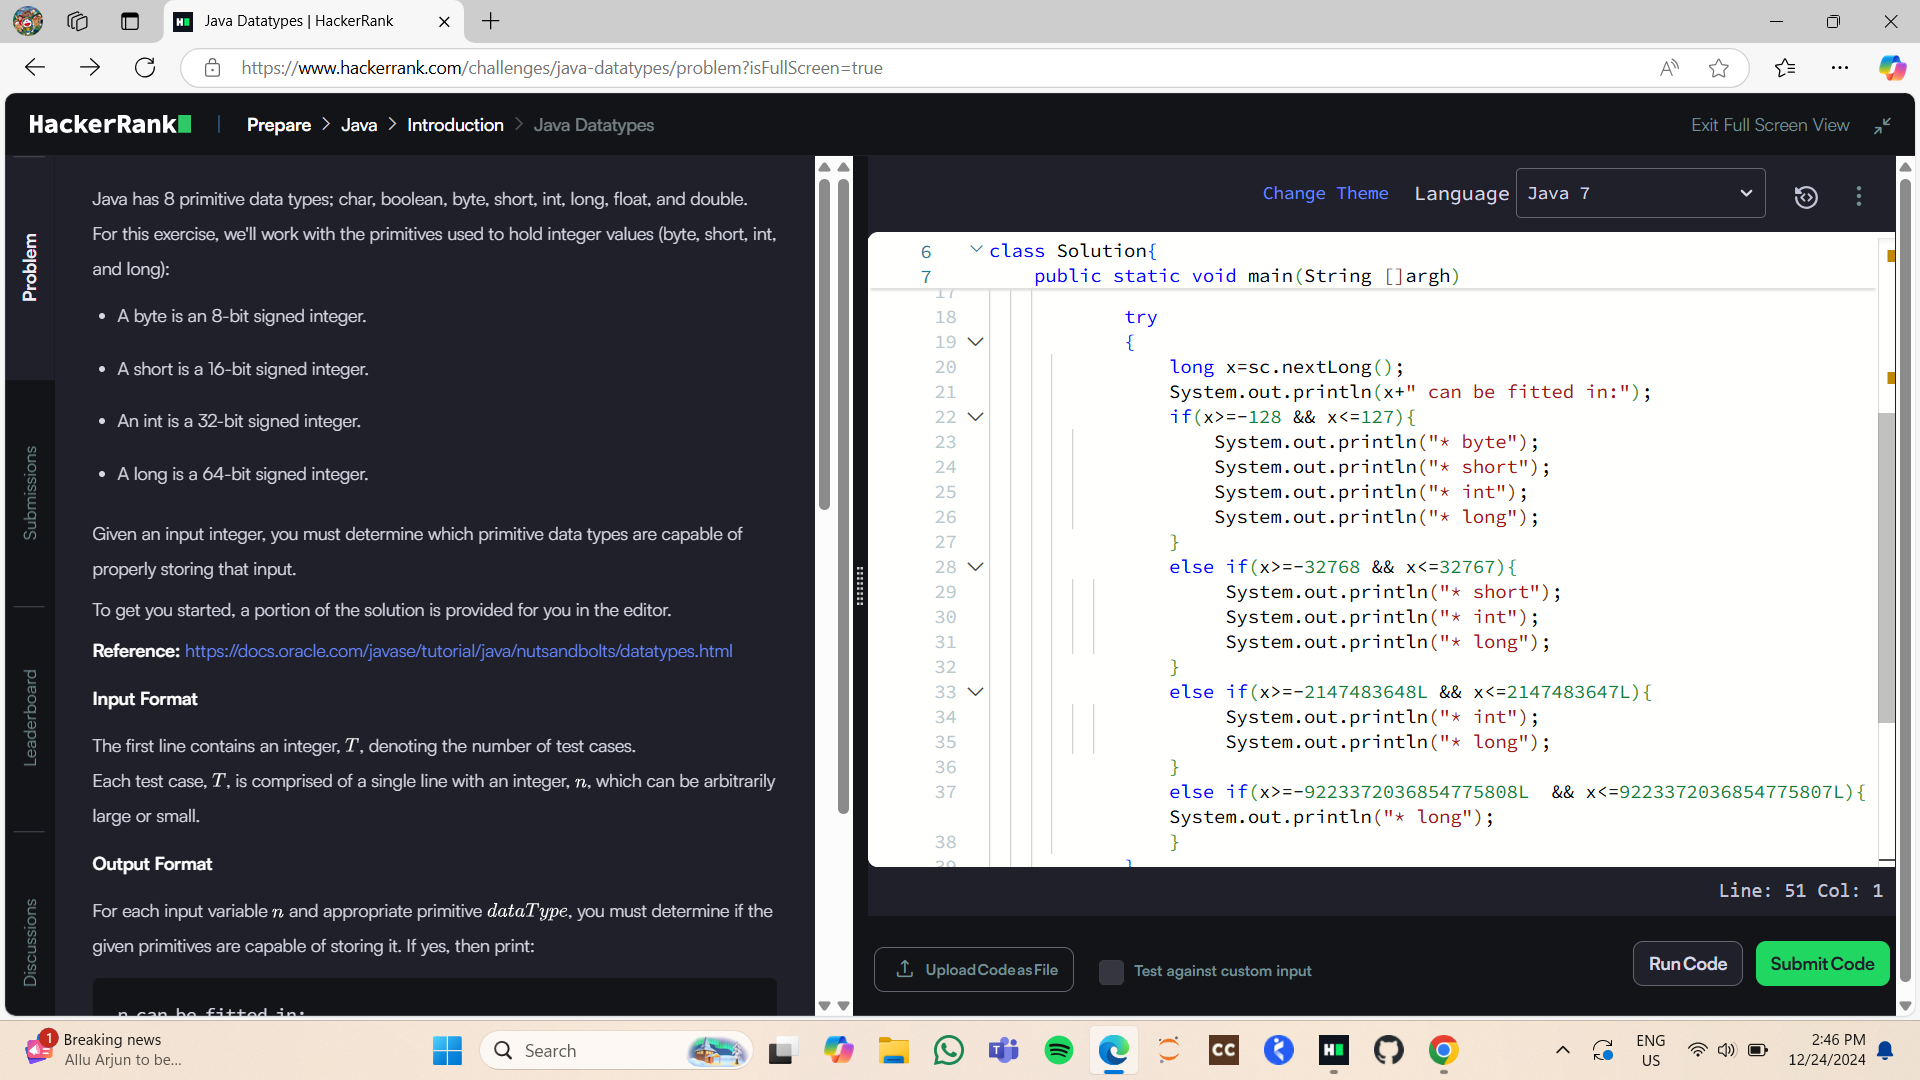 Java Datatypes | HackerRank
https://www.hackerrank.com/challenges/java-datatypes/problem?isFullScreen=true
HackerRank
Prepare > Java > Introduction > Java Datatypes
Exit Full Screen View
Problem
Submissions
Leaderboard
Discussions
Java has 8 primitive data types; char, boolean, byte, short, int, long, float, and double.
For this exercise, we'll work with the primitives used to hold integer values (byte, short, int,
and long):
• A byte is an 8-bit signed integer.
• A short is a 16-bit signed integer.
• An int is a 32-bit signed integer.
• A long is a 64-bit signed integer.
Given an input integer, you must determine which primitive data types are capable of
properly storing that input.
To get you started, a portion of the solution is provided for you in the editor.
Reference: https://docs.oracle.com/javase/tutorial/java/nutsandbolts/datatypes.html
Input Format
The first line contains an integer, T, denoting the number of test cases.
Each test case, T, is comprised of a single line with an integer, n, which can be arbitrarily
large or small.
Output Format
For each input variable n and appropriate primitive dataType, you must determine if the
given primitives are capable of storing it. If yes, then print:
n can be fitted in:
Change Theme Language Java 7
6 class Solution{
7 public static void main(String []argh)
17
18 try
19 {
20 long x=sc.nextLong();
21 System.out.println(x+" can be fitted in:");
22 if(x>=-128 && x<=127){
23 System.out.println("* byte");
24 System.out.println("* short");
25 System.out.println("* int");
26 System.out.println("* long");
27 }
28 else if(x>=-32768 && x<=32767){
29 System.out.println("* short");
30 System.out.println("* int");
31 System.out.println("* long");
32 }
33 else if(x>=-2147483648L && x<=2147483647L){
34 System.out.println("* int");
35 System.out.println("* long");
36 }
37 else if(x>=-9223372036854775808L && x<=9223372036854775807L){
System.out.println("* long");
38 }
39 }
Line: 51 Col: 1
Upload Code as File
Test against custom input
Run Code
Submit Code
1
Breaking news
Allu Arjun to be...
Search
CC
ENG
US
2:46 PM
12/24/2024